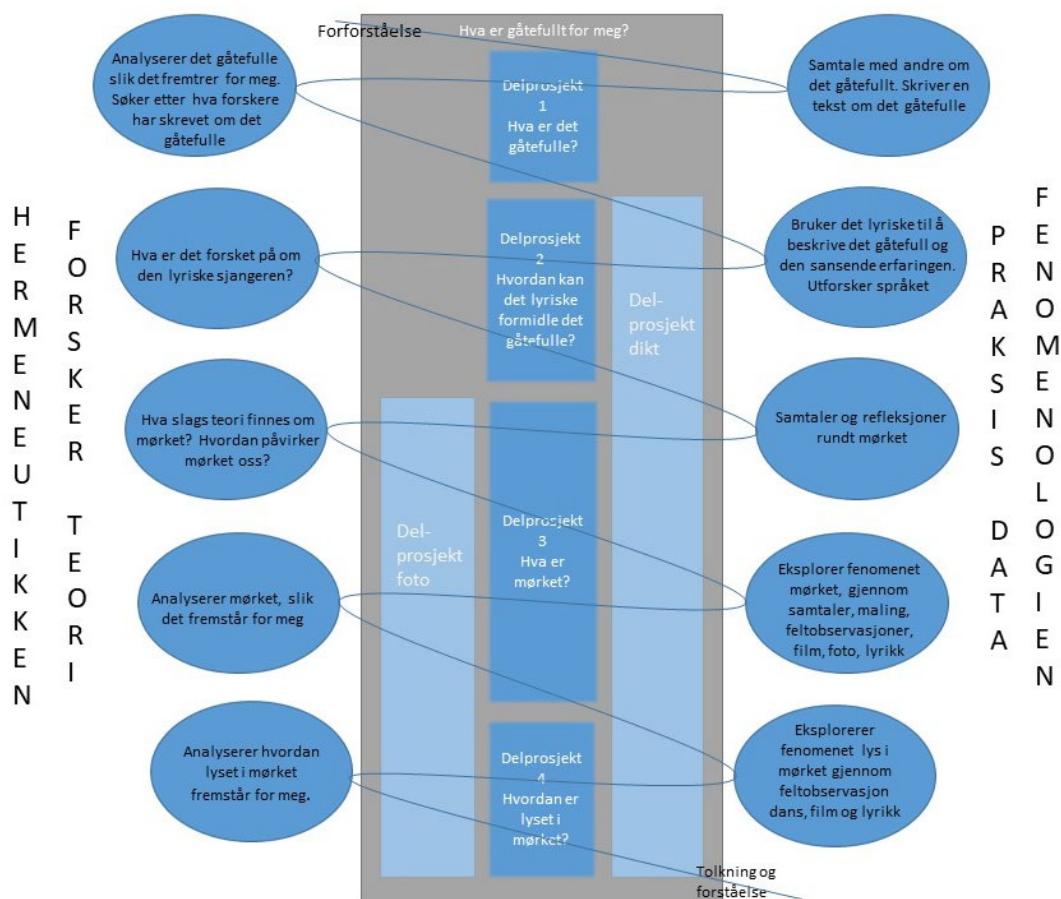 Forforståelse
Hva er gåtefullt for meg?
Analyserer det gåtefulle
slik det fremtrer for meg.
Søker etter hva forskere
har skrevet om det
gåtefulle
Delprosjekt
1
Hva er det
gåtefulle?
Samtale med andre om
det gåtefullt. Skriver en
tekst om det gåtefulle
HERMENEUTIKKEN
FORSKER TEORI
Hva er det forsket på om
den lyriske sjangeren?
Delprosjekt
2
Hvordan kan
det lyriske
formidle det
gåtefulle?
Del-
prosjekt
dikt
Bruker det lyriske til å
beskrive det gåtefull og
den sansende erfaringen.
Utforsker språket
PRAKSIS DATA
FENOMENOLOGIEN
Hva slags teori finnes om
mørket? Hvordan påvirker
mørket oss?
Samtaler og refleksjoner
rundt mørket
Del-
prosjekt
foto
Delprosjekt
3
Hva er
mørket?
Analyserer mørket, slik
det fremstår for meg
Eksplorer fenomenet
mørket, gjennom
samtaler, maling,
feltobservasjoner,
film, foto, lyrikk
Analyserer hvordan
lyset i mørket
fremstår for meg.
Delprosjekt
4
Hvordan er
lyset i
mørket?
Eksplorerer
fenomenet lys i
mørket gjennom
feltobservasjon
dans, film og lyrikk
Tolkning og
forståelse